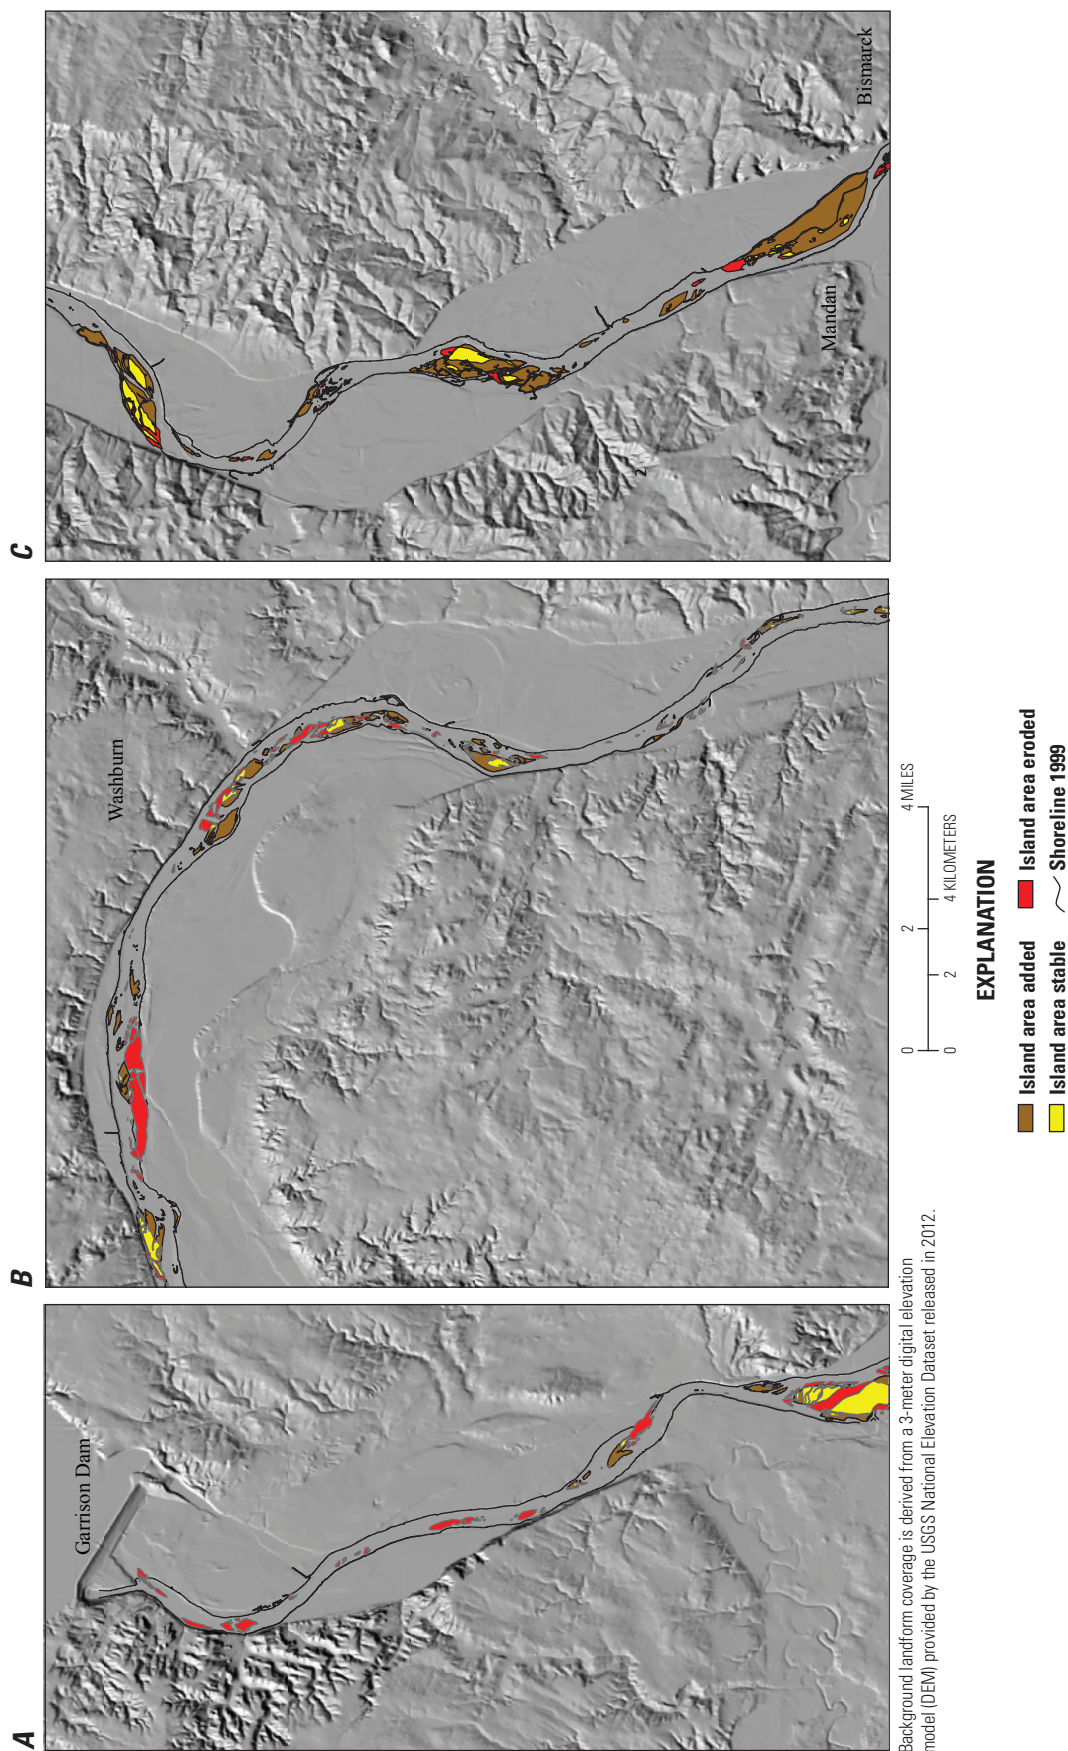 A
Garrison Dam
B
Washburn
C
2
Mandan
Bismarck
Background landform coverage is derived from a 3-meter digital elevation
model (DEM) provided by the USGS National Elevation Dataset released in 2012.
0 2 4 MILES
0 2 4 KILOMETERS
EXPLANATION
Island area added
Island area eroded
Island area stable
Shoreline 1999